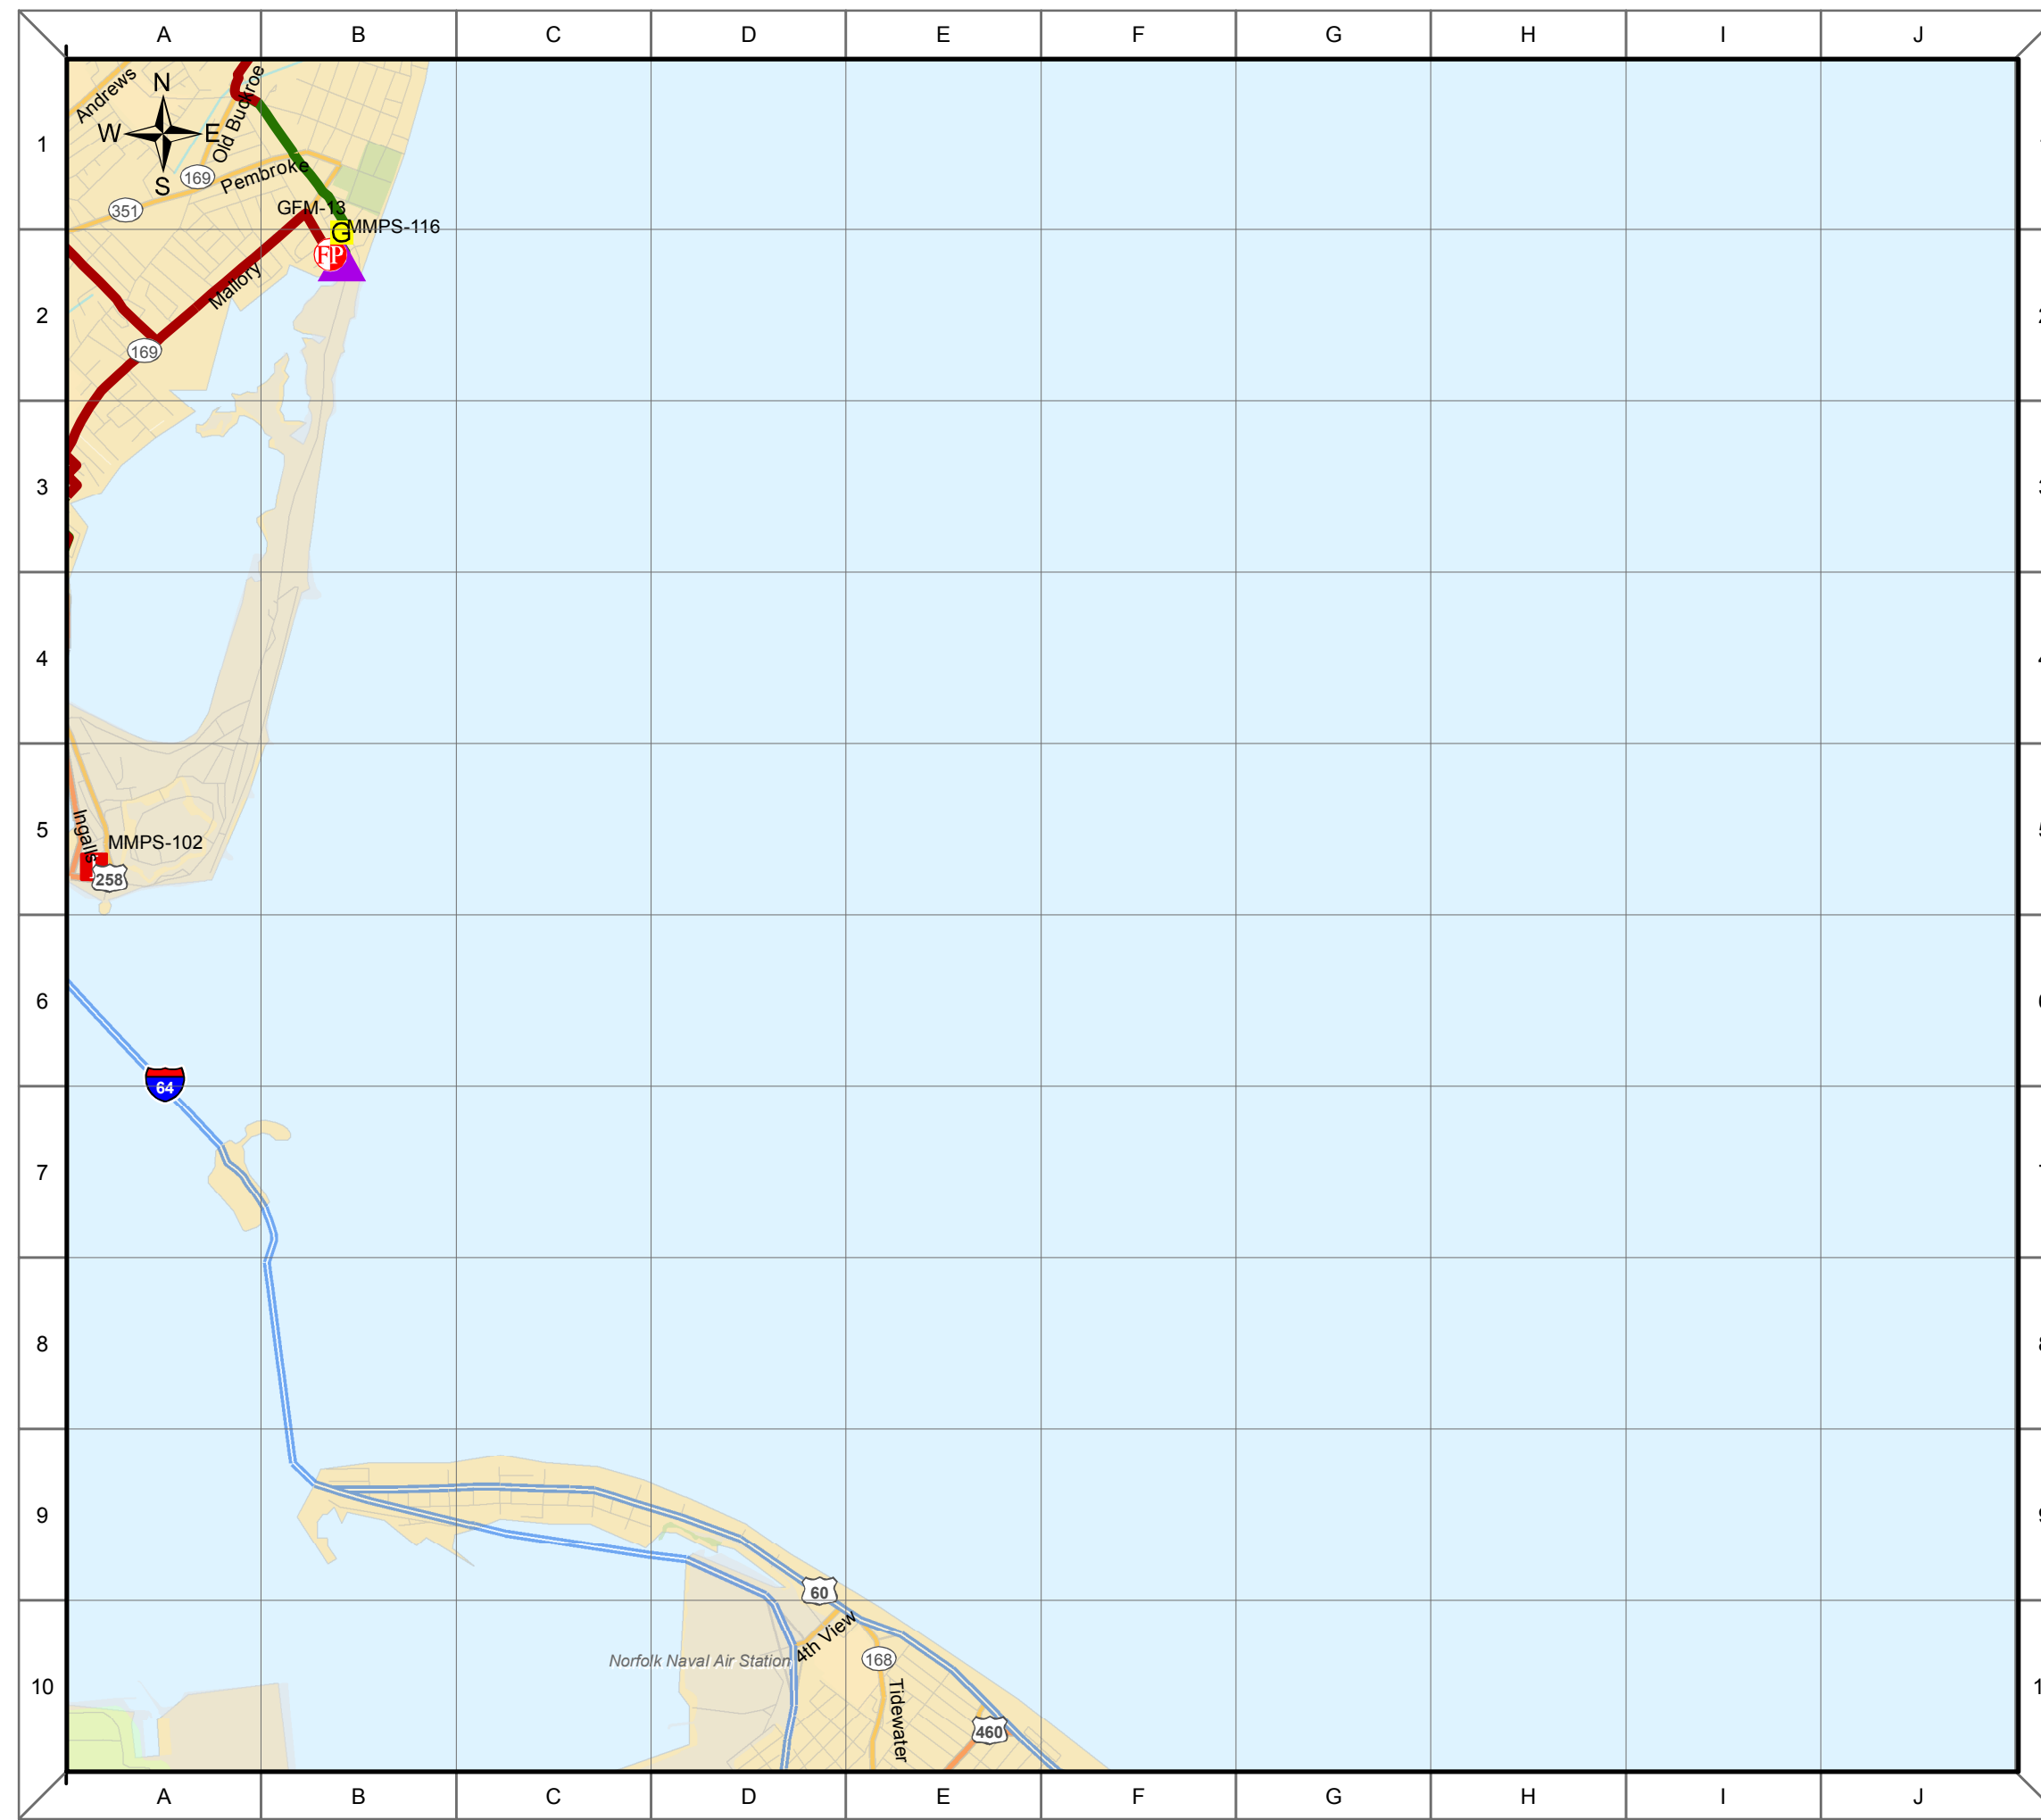 A B C D E F G H I J
Andrews
N
W E
S
Old Buckroe
1
169
Pembroke
351
GFM-13
MMPS-116
G
FP
Mallory
2
169
3
4
5
Ingalls
MMPS-102
258
6
64
7
8
9
60
4th View
Norfolk Naval Air Station
168
10
Tidewater
460
A B C D E F G H I J